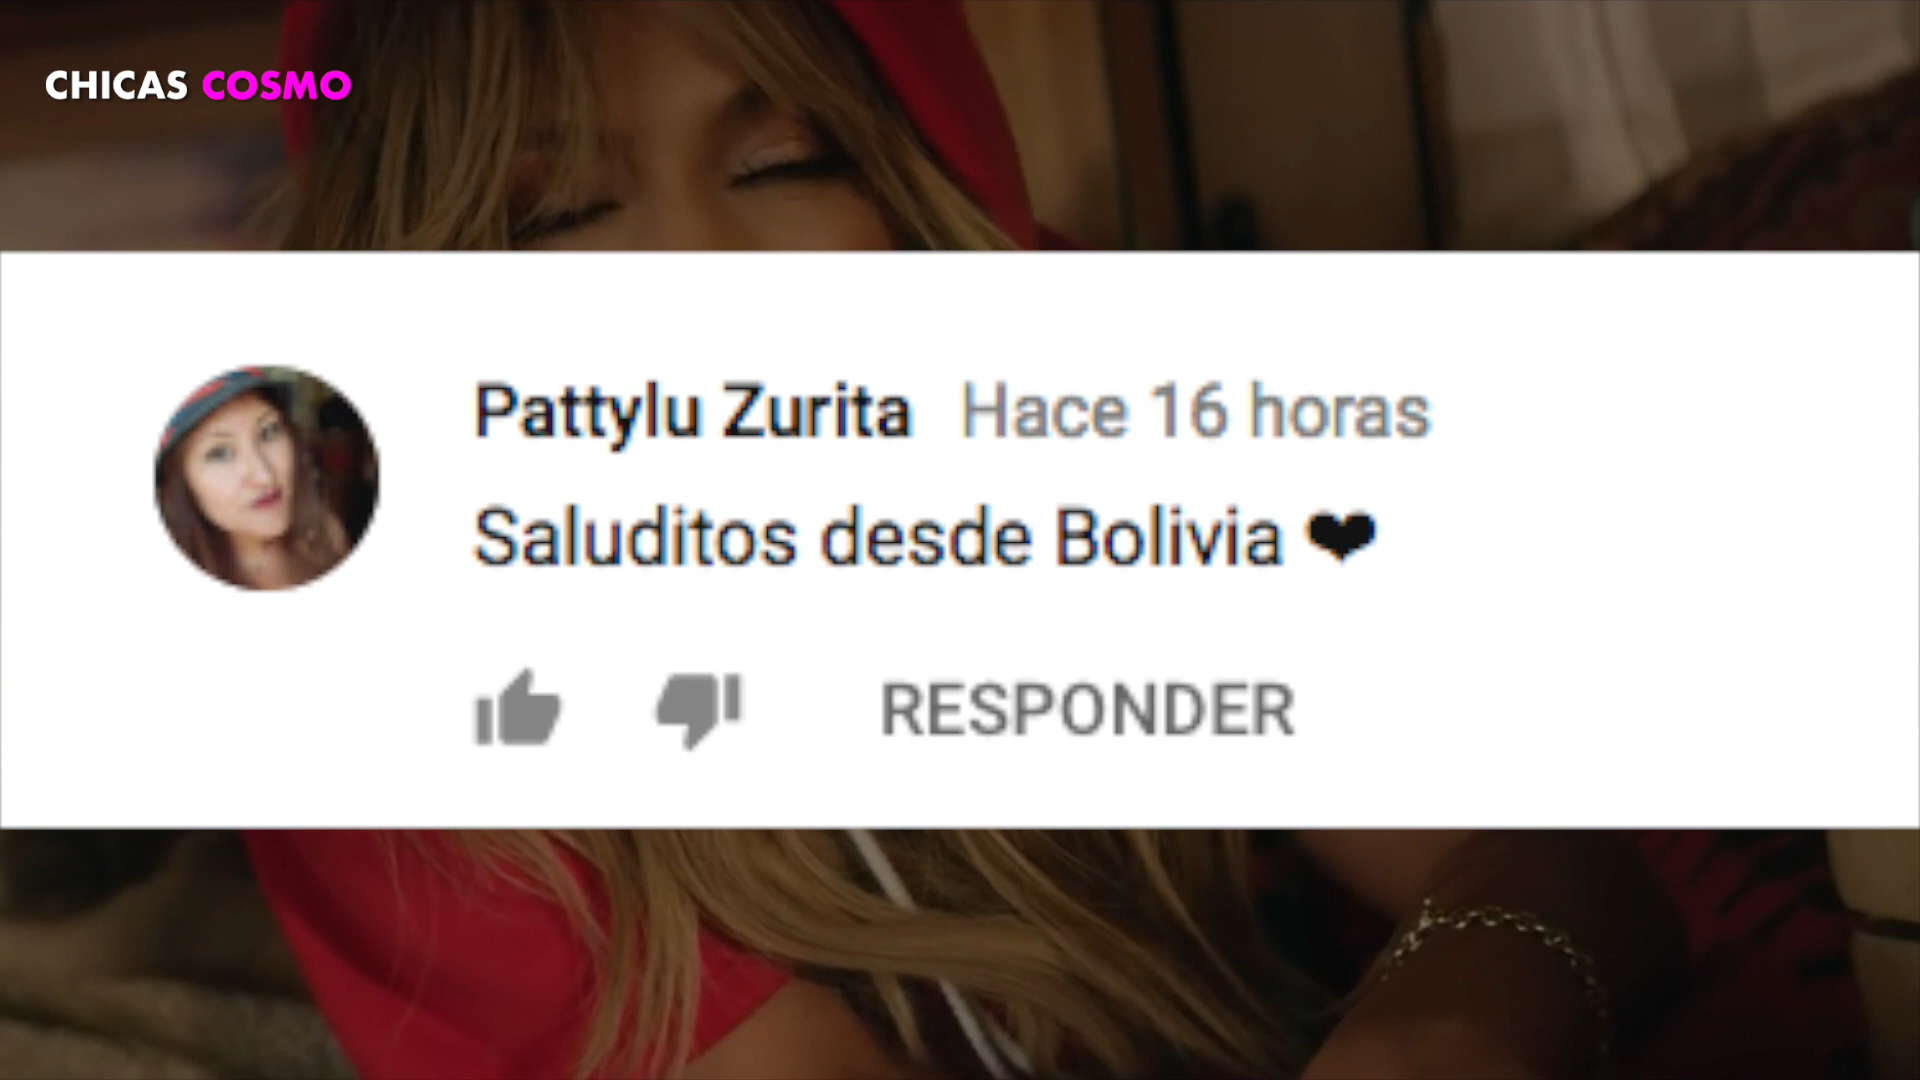 CHICAS COSMO
Pattylu Zurita Hace 16 horas
Saluditos desde Bolivia ❤
RESPONDER